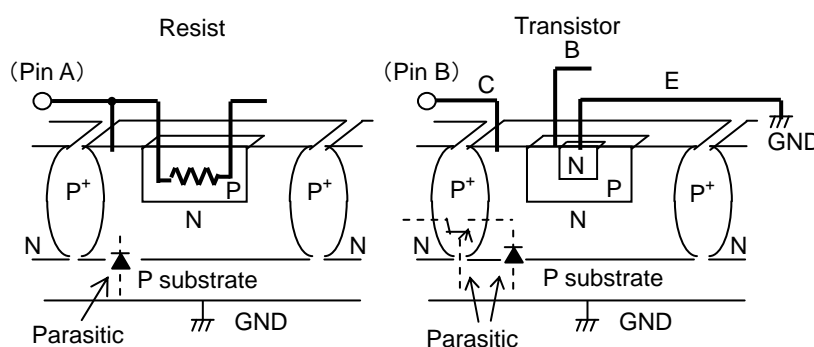 Resist
(Pin A)
P+
P
N
P+
N
N
P substrate
Parasitic
GND
Transistor
B
(Pin B)
C
E
GND
N
P+
P
P+
N
N
N
P substrate
Parasitic
GND